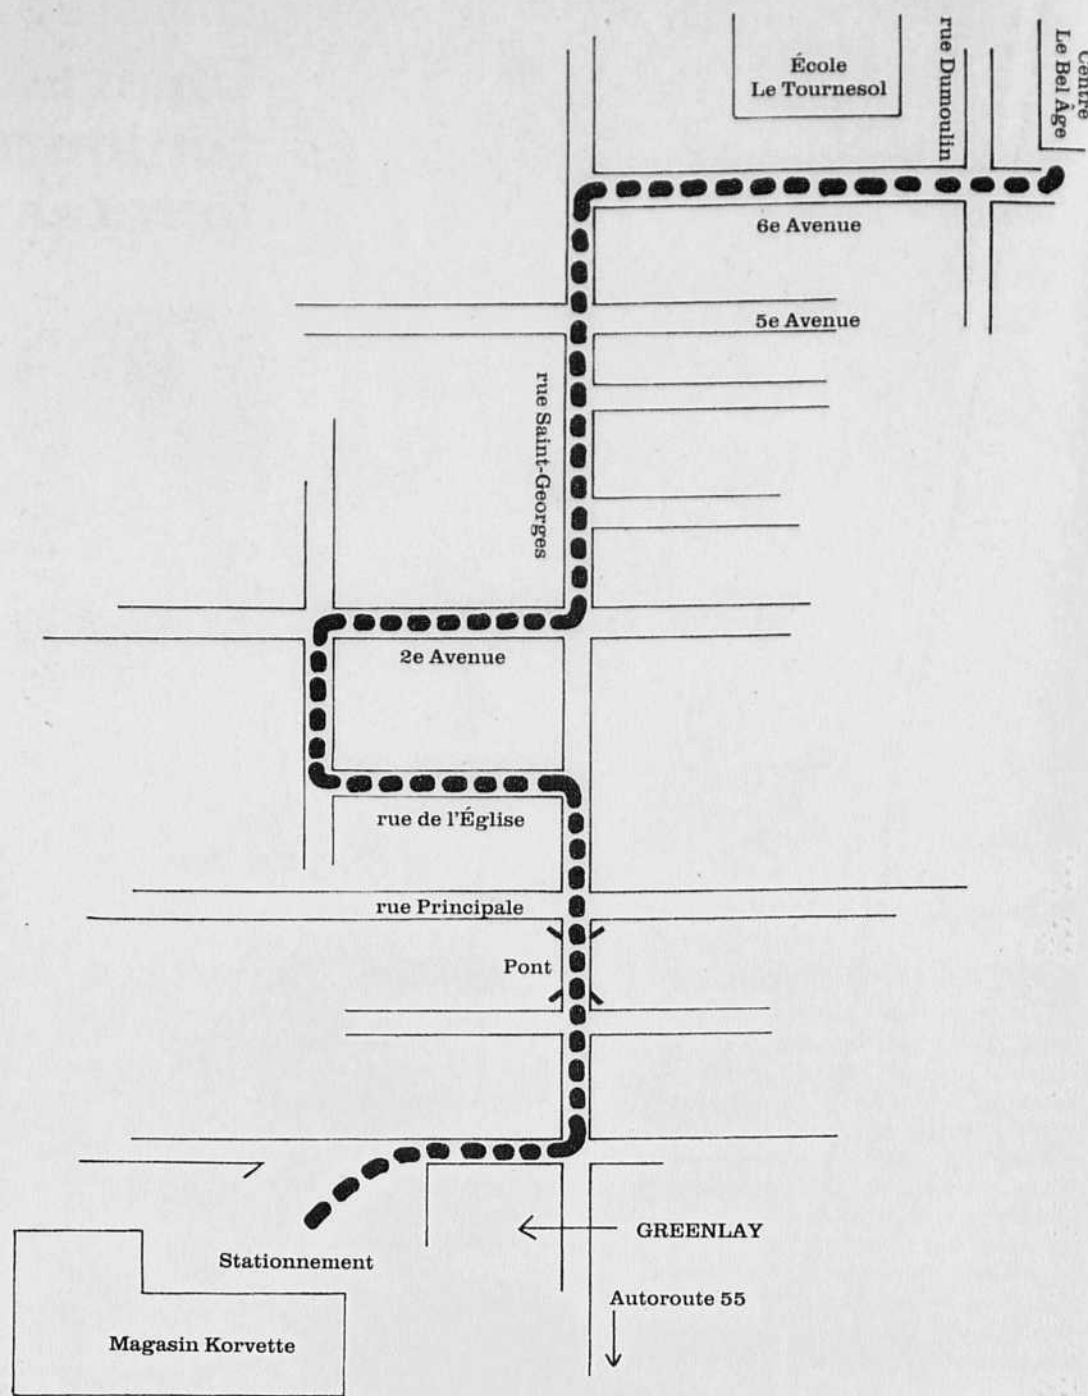 École
Le Tournesol
rue Dumoulin
Centre
Le Bel Âge
6e Avenue
5e Avenue
rue Saint-Georges
2e Avenue
rue de l'Église
rue Principale
Pont
GREENLAY
Stationnement
Autoroute 55
Magasin Korvette